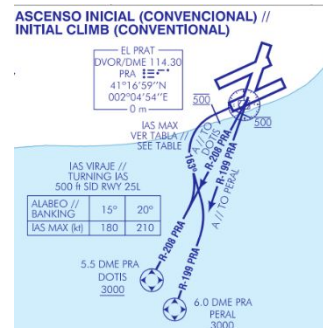 ASCENSO INICIAL (CONVENCIONAL) //
INITIAL CLIMB (CONVENTIONAL)
EL PRAT
DVOR/DME 114.30
PRA
41°16'59"N
002°04'54"E
0 m
500
500
IAS MAX
VER TABLA //
SEE TABLE
A // TO
DOTIS
R-208 PRA
R-199 PRA
163°
A // TO PERAL
IAS VIRAJE //
TURNING IAS
500 ft SID RWY 25L
ALABEO //
BANKING
15°
20°
IAS MAX (kt)
180
210
R-208 PRA
R-199 PRA
5.5 DME PRA
DOTIS
3000
6.0 DME PRA
PERAL
3000